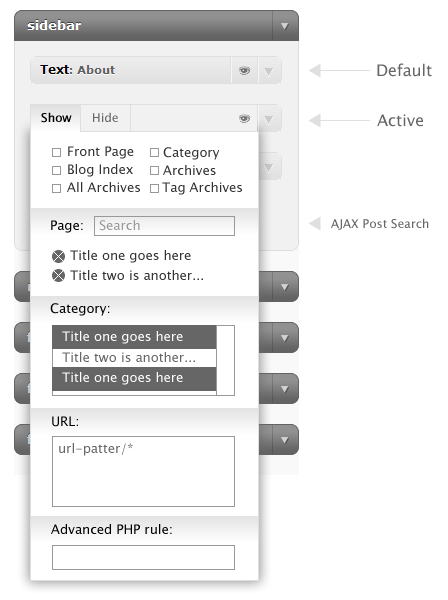 sidebar
Text: About
Default
Show Hide
Active
Front Page Category
Blog Index Archives
All Archives Tag Archives
Page: Search
AJAX Post Search
Title one goes here
Title two is another...
Category:
Title one goes here
Title two is another...
Title one goes here
URL:
url-patter/*
Advanced PHP rule: